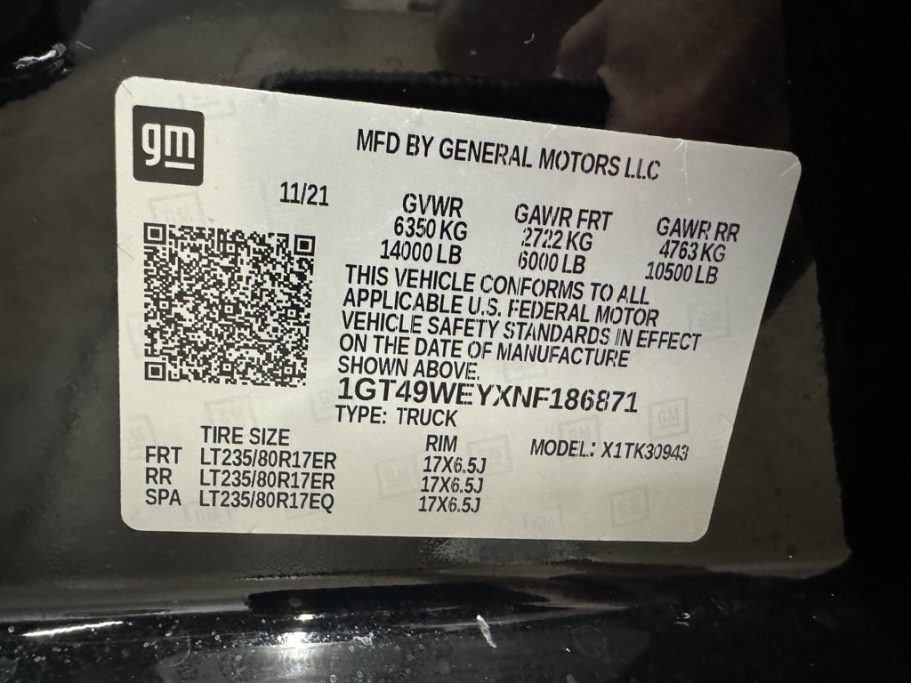 gm
MFD BY GENERAL MOTORS LLC
11/21
GVWR GAWR FRT GAWR RR
6350 KG 2722 KG 4763 KG
14000 LB 6000 LB 10500 LB
THIS VEHICLE CONFORMS TO ALL
APPLICABLE U.S. FEDERAL MOTOR
VEHICLE SAFETY STANDARDS IN EFFECT
ON THE DATE OF MANUFACTURE
SHOWN ABOVE.
1GT49WEYXNF186871
TYPE: TRUCK
TIRE SIZE RIM MODEL: X1TK30943
FRT LT235/80R17ER 17X6.5J
RR LT235/80R17ER 17X6.5J
SPA LT235/80R17EQ 17X6.5J